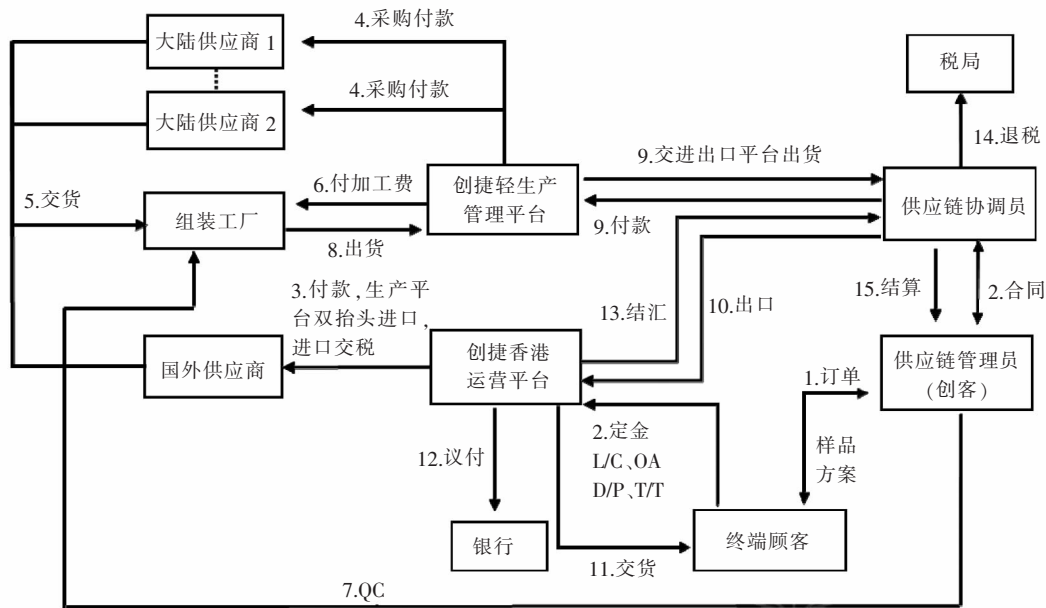 4.采购付款
大陆供应商 1
税局
4.采购付款
大陆供应商 2
14.退税
9.交进出口平台出货
6.付加工费
创捷轻生产
管理平台
5.交货
组装工厂
供应链协调员
9.付款
8.出货
3.付款,生产平
台双抬头进口,
进口交税
13.结汇
10.出口
15.结算
2.合同
国外供应商
创捷香港
运营平台
供应链管理员
(创客)
1.订单
2.定金
L/C、OA
D/P、T/T
样品
方案
12.议付
银行
终端顾客
11.交货
7.QC